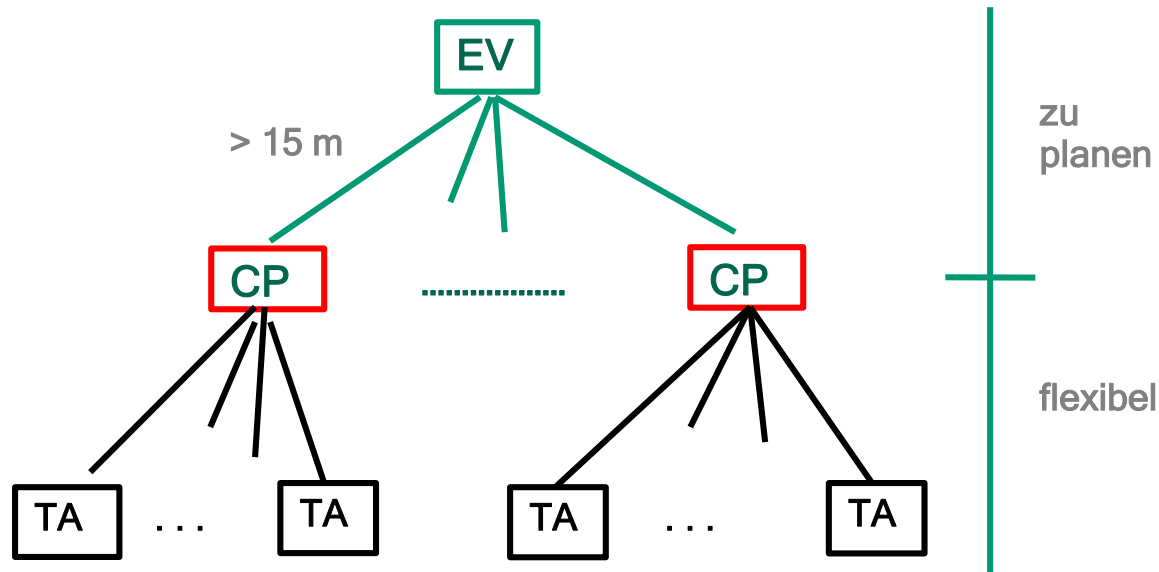 EV
> 15 m
zu
planen
CP
CP
flexibel
TA
. . .
TA
TA
. . .
TA